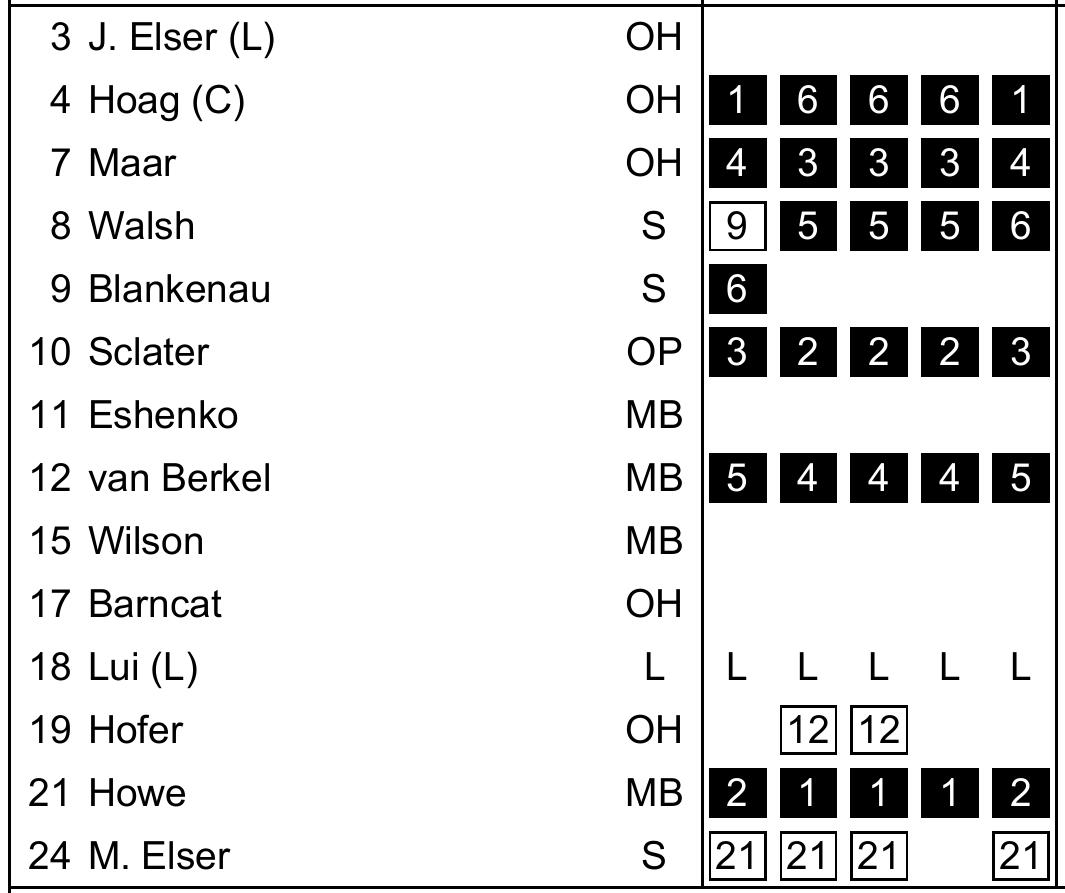 3 J. Elser (L) OH
4 Hoag (C) OH 1 6 6 6 1
7 Maar OH 4 3 3 3 4
8 Walsh S 9 5 5 5 6
9 Blankenau S 6
10 Sclater OP 3 2 2 2 3
11 Eshenko MB
12 van Berkel MB 5 4 4 4 5
15 Wilson MB
17 Barncat OH
18 Lui (L) L L L L L L
19 Hofer OH 12 12
21 Howe MB 2 1 1 1 2
24 M. Elser S 21 21 21 21